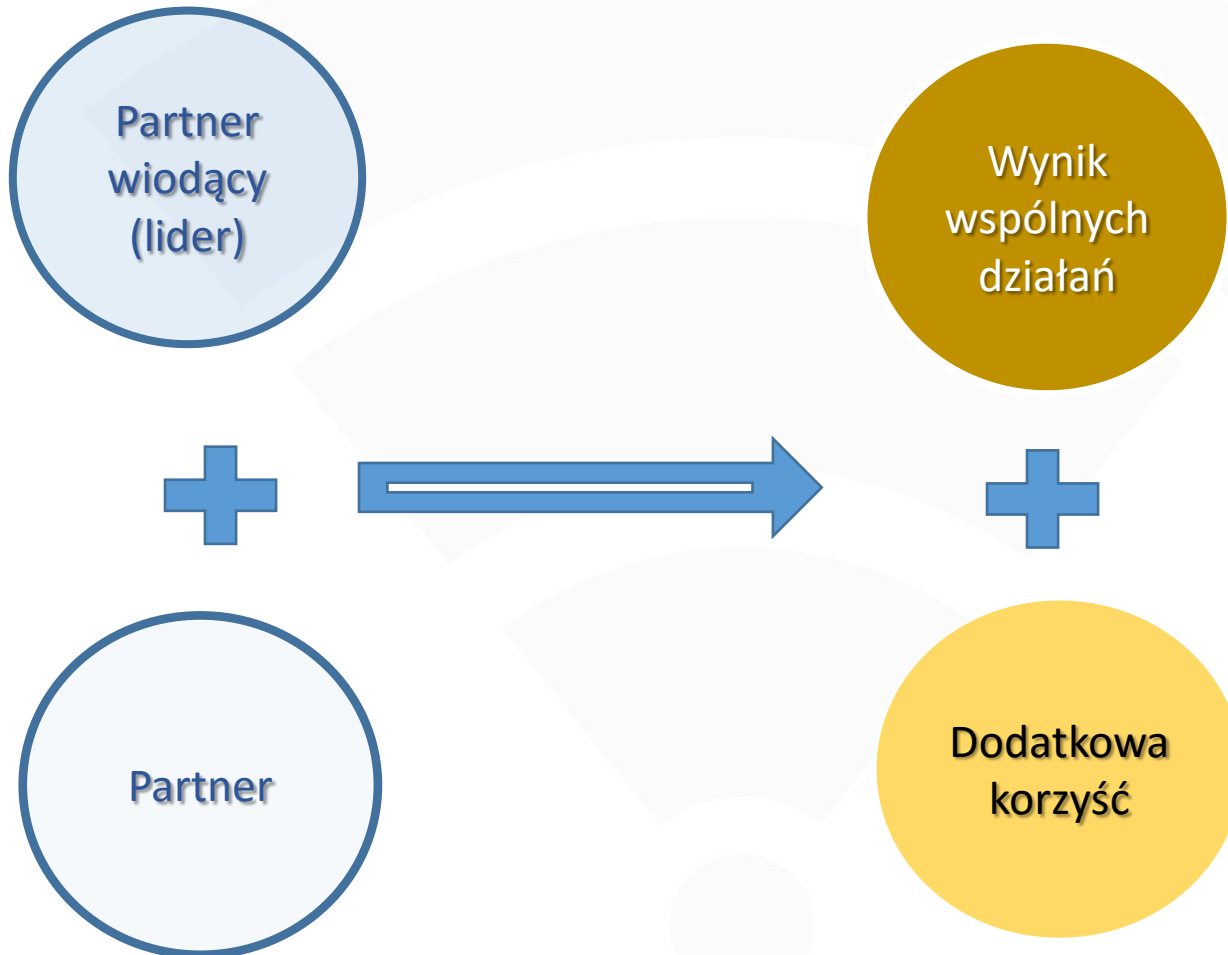 Partner
wiodący
(lider)
Wynik
wspólnych
działań
Partner
Dodatkowa
korzyść